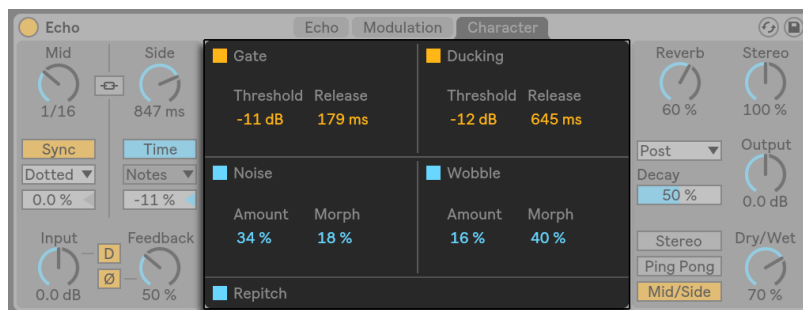 Echo
Echo Modulation Character
Mid Side
1/16 847 ms
Sync Time
Dotted Notes
0.0 % -11 %
Input Feedback
D
Ø
0.0 dB 50 %
Gate
Threshold Release
-11 dB 179 ms
Ducking
Threshold Release
-12 dB 645 ms
Noise
Amount Morph
34 % 18 %
Wobble
Amount Morph
16 % 40 %
Repitch
Reverb Stereo
60 % 100 %
Post Output
Decay
50 % 0.0 dB
Stereo Dry/Wet
Ping Pong
Mid/Side 70 %